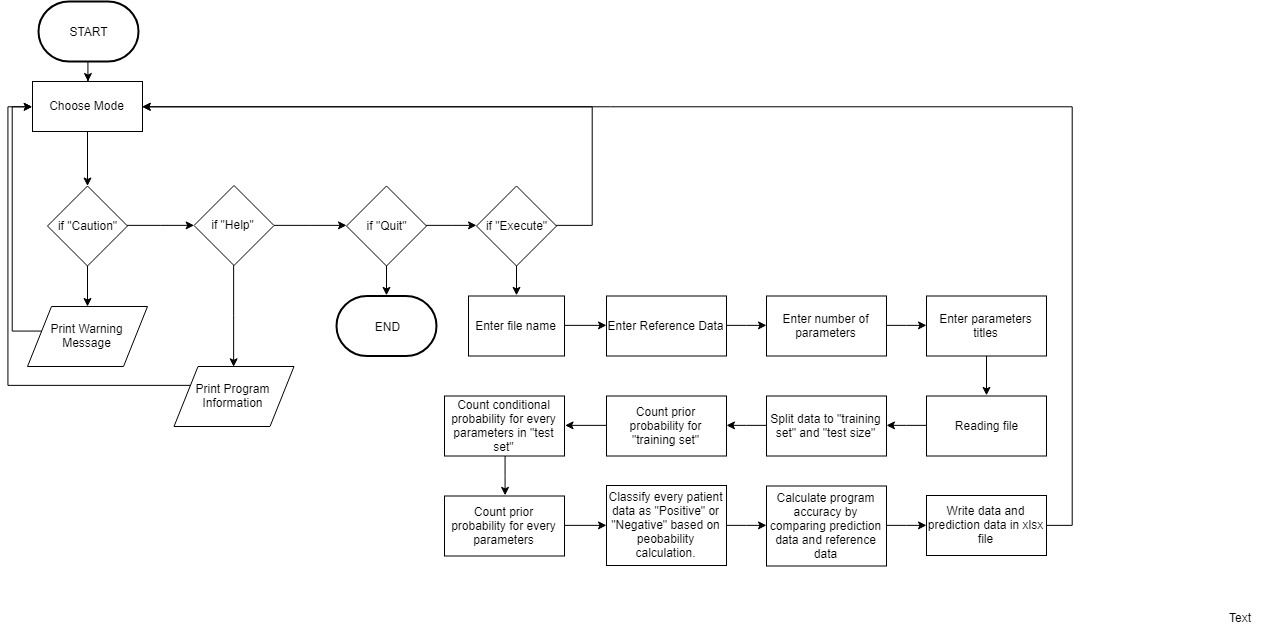 START
Choose Mode
if "Caution"
if "Help"
if "Quit"
if "Execute"
Print Warning
Message
Print Program
Information
END
Enter file name
Enter Reference Data
Enter number of
parameters
Enter parameters
titles
Reading file
Split data to "training
set" and "test size"
Count prior
probability for
"training set"
Count conditional
probability for every
parameters in "test
set"
Count prior
probability for every
parameters
Classify every patient
data as "Positive" or
"Negative" based on
peobability
calculation.
Calculate program
accuracy by
comparing prediction
data and reference
data
Write data and
prediction data in xlsx
file
Text